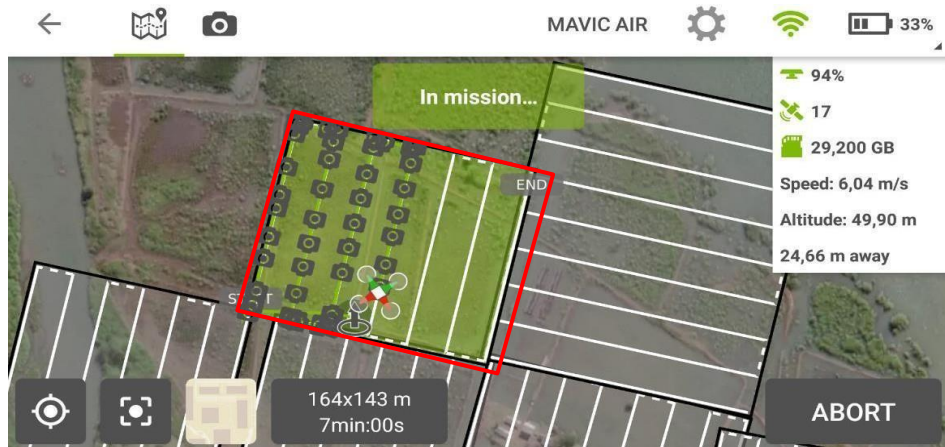 MAVIC AIR
33%
In mission...
94%
17
29,200 GB
Speed: 6,04 m/s
Altitude: 49,90 m
24,66 m away
END
164x143 m
7min:00s
ABORT